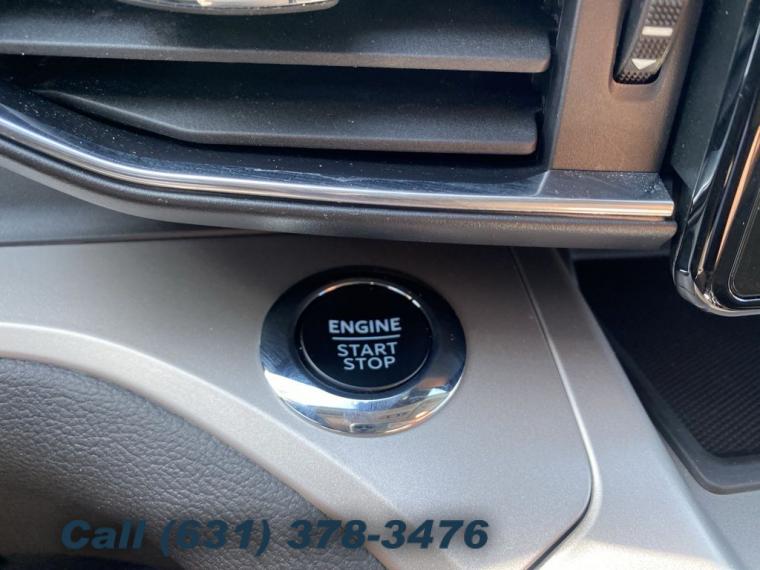 ENGINE
START
STOP
Call (631) 378-3476